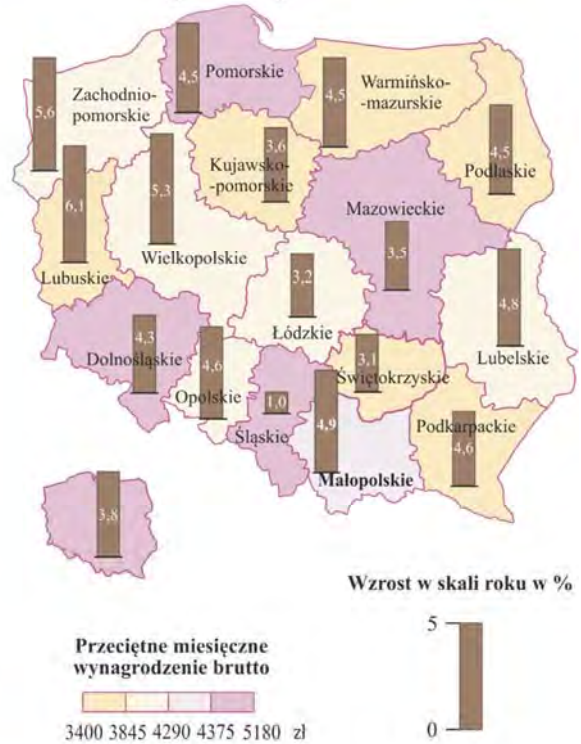 4,5
Pomorskie
4,5
Warmińsko-
mazurskie
5,6
Zachodnio-
pomorskie
3,6
Kujawsko-
-pomorskie
4,5
Podlaskie
6,1
Lubuskie
5,3
Wielkopolskie
Mazowieckie
3,5
3,2
Łódzkie
4,8
Lubelskie
4,3
Dolnośląskie
4,6
Opolskie
1,0
Śląskie
3,1
Świętokrzyskie
4,9
Małopolskie
Podkarpackie
4,6
3,8
Wzrost w skali roku w %
5
0
Przeciętne miesięczne
wynagrodzenie brutto
3400 3845 4290 4375 5180 zł